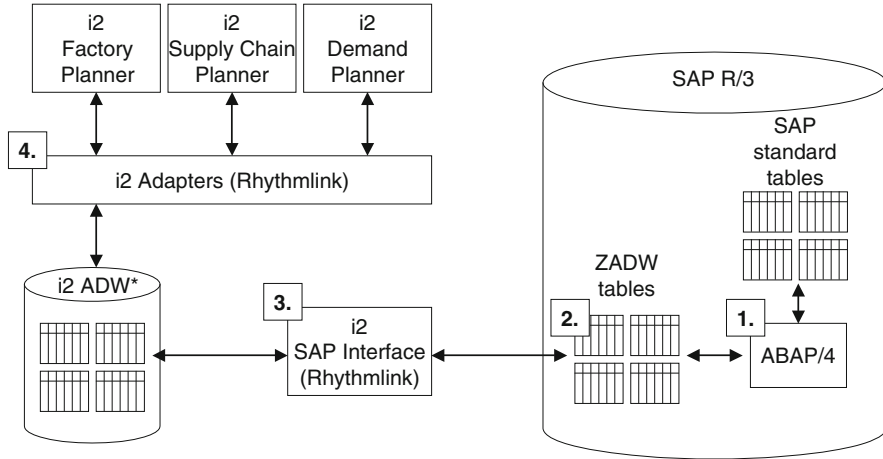 i2
Factory
Planner
i2
Supply Chain
Planner
i2
Demand
Planner
4.
i2 Adapters (Rhythmlink)
i2 ADW*
3.
i2
SAP Interface
(Rhythmlink)
SAP R/3
SAP
standard
tables
ZADW
tables
2.
1.
ABAP/4